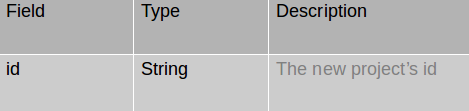 Field Type Description
id String The new project’s id